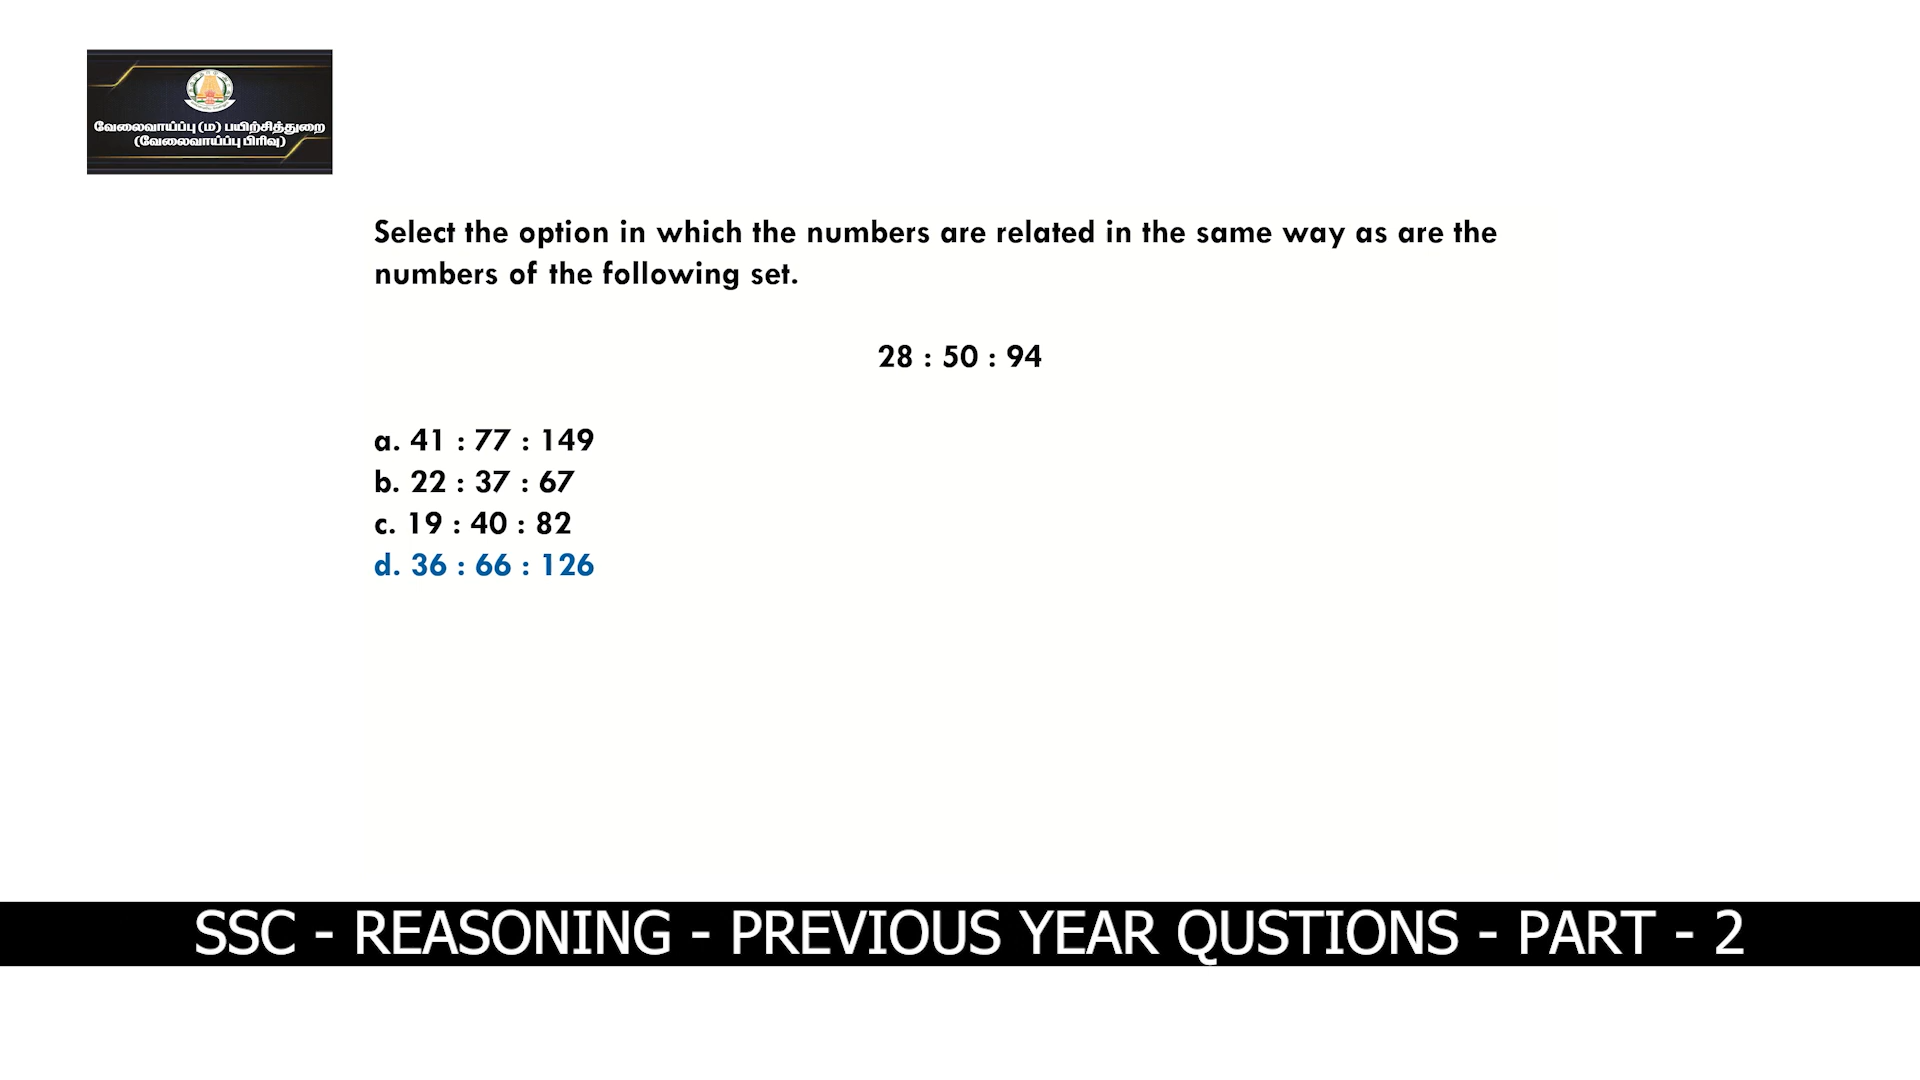 வேலைவாய்ப்பு (ம) பயிற்சித்துறை
(வேலைவாய்ப்பு பிரிவு)
Select the option in which the numbers are related in the same way as are the
numbers of the following set.
28 : 50 : 94
a. 41 : 77 : 149
b. 22 : 37 : 67
c. 19 : 40 : 82
d. 36 : 66 : 126
SSC - REASONING - PREVIOUS YEAR QUSTIONS - PART - 2